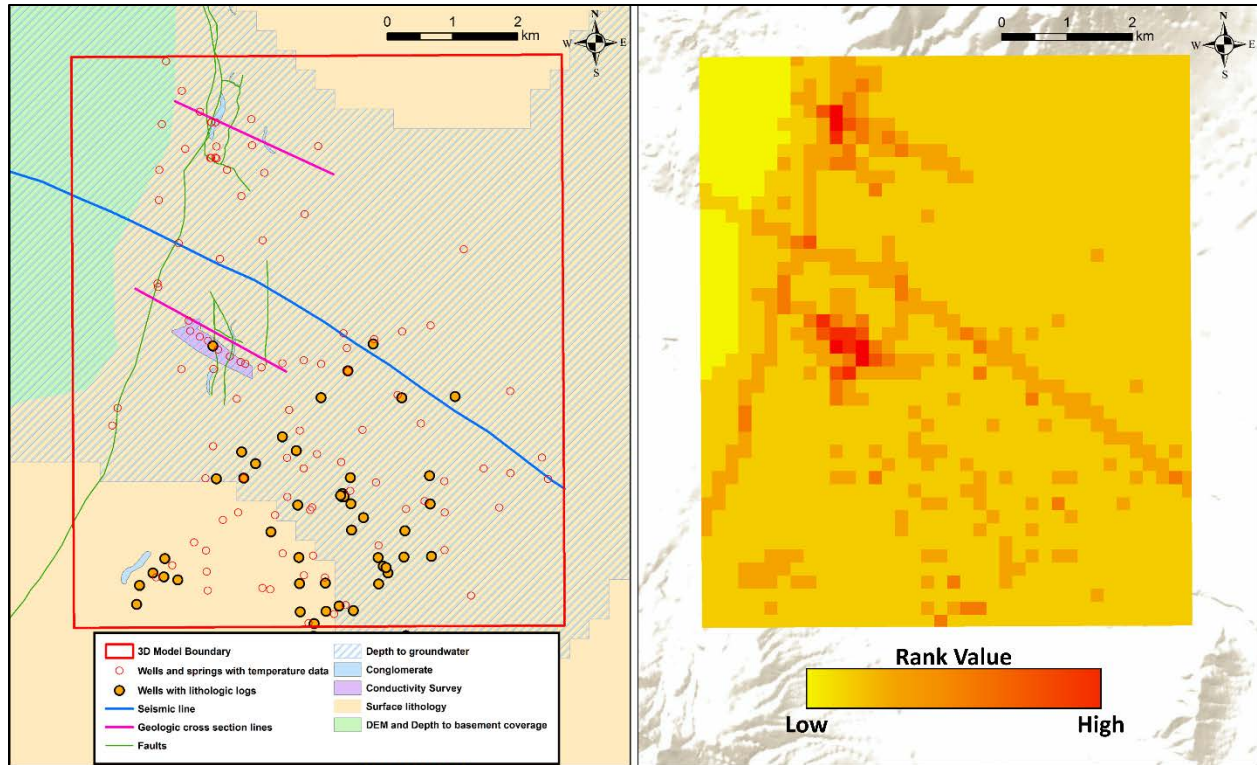 0 1 2
km
N
W E
S
3D Model Boundary
Wells and springs with temperature data
Wells with lithologic logs
Seismic line
Geologic cross section lines
Faults
Depth to groundwater
Conglomerate
Conductivity Survey
Surface lithology
DEM and Depth to basement coverage
0 1 2
km
N
W E
S
Rank Value
Low High